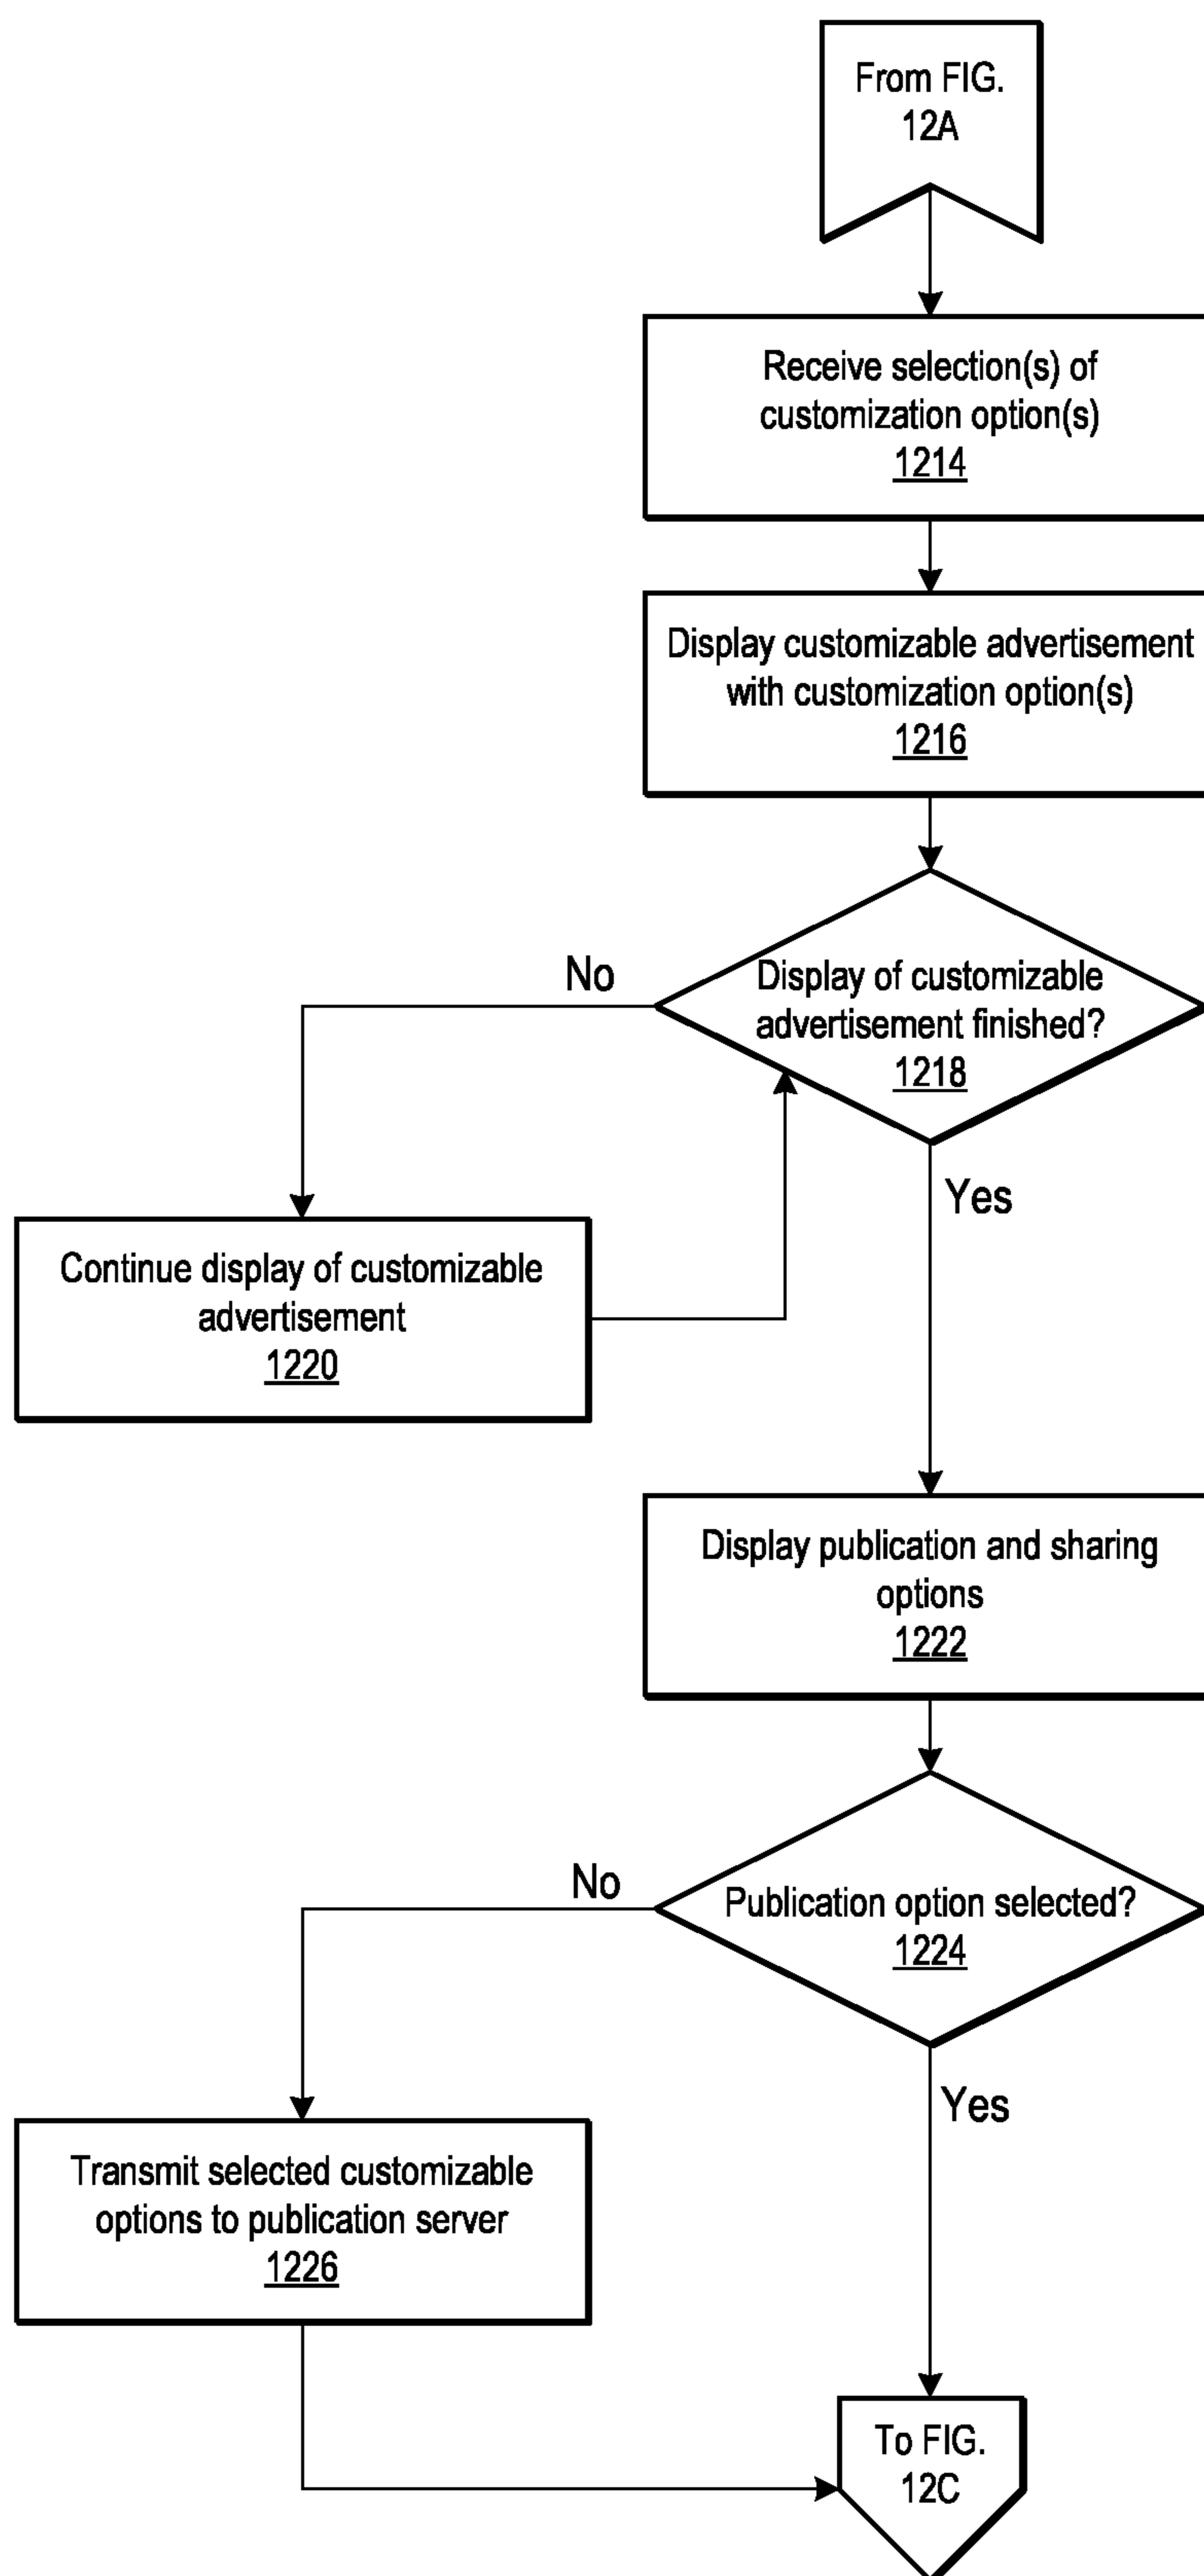 From FIG.
12A
Receive selection(s) of
customization option(s)
1214
Display customizable advertisement
with customization option(s)
1216
No
Display of customizable
advertisement finished?
1218
Yes
Continue display of customizable
advertisement
1220
Display publication and sharing
options
1222
No
Publication option selected?
1224
Yes
Transmit selected customizable
options to publication server
1226
To FIG.
12C